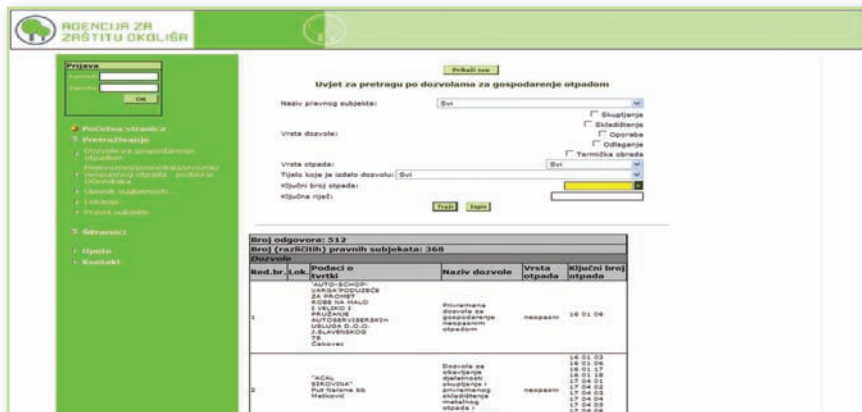 AGENCIJA ZA
ZAŠTITU OKOLIŠA
Prijava
OK
Početna stranica
Pretraživanje
Dozvole za gospodarenje
otpadom
Lokacije
Pravni subjekti
Šifrarnici
Upute
Kontakt
Prikaži sve
Uvjet za pretragu po dozvolama za gospodarenje otpadom
Naziv pravnog subjekta: Svi
Vrsta dozvole:
Skupljanje
Skladištenje
Oporaba
Odlaganje
Termička obrada
Vrsta otpada: Svi
Tijelo koje je izdalo dozvolu: Svi
Ključni broj otpada:
Ključna riječ:
Traži Ispis
Broj odgovora: 512
Broj (različitih) pravnih subjekata: 368
Dozvole
Red.br. Lok. Podaci o tvrtki Naziv dozvole Vrsta otpada Ključni broj otpada
1
"AUTO-SCHOP-
VARGA"PODUZEĆE
ZA PROMET
ROBE NA MALO
I VELIKO I
PRUŽANJE
AUTOSERVISERSKIH
USLUGA D.O.O.
J.SLAVENSKOG
Čakovec
Privremena
dozvola za
gospodarenje
neopasnim
otpadom
neopasni
16 01 06
2
Put Narona bb
Metković
Dozvola za
obavljanje
djelatnosti
skupljanja i
privremenog
skladištenja
metalnog
otpada i
neopasni
16 01 03
16 01 06
16 01 17
16 01 18
17 04 01
17 04 02
17 04 03
17 04 04
17 04 05
17 04 06